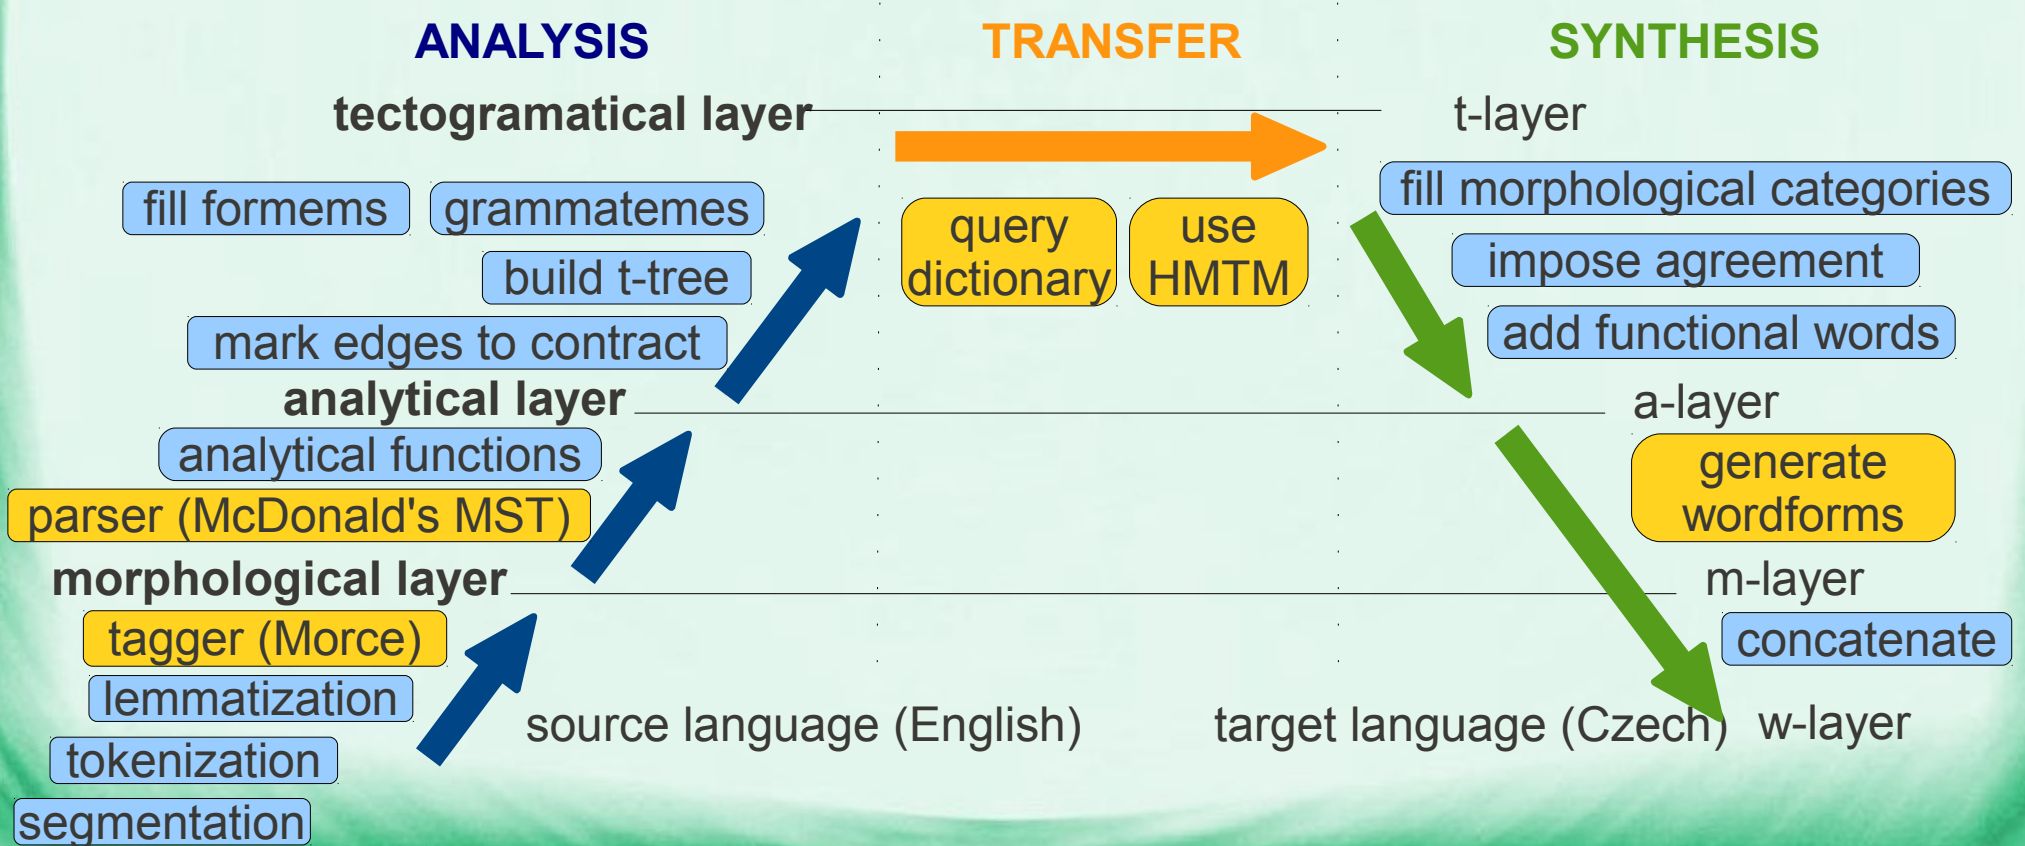 ANALYSIS TRANSFER SYNTHESIS
tectogramatical layer t-layer
fill formems grammatemes
build t-tree
mark edges to contract
query
dictionary
use
HMTM
fill morphological categories
impose agreement
add functional words
analytical layer a-layer
analytical functions
parser (McDonald's MST)
generate
wordforms
morphological layer m-layer
tagger (Morce)
concatenate
lemmatization
source language (English) target language (Czech) w-layer
tokenization
segmentation